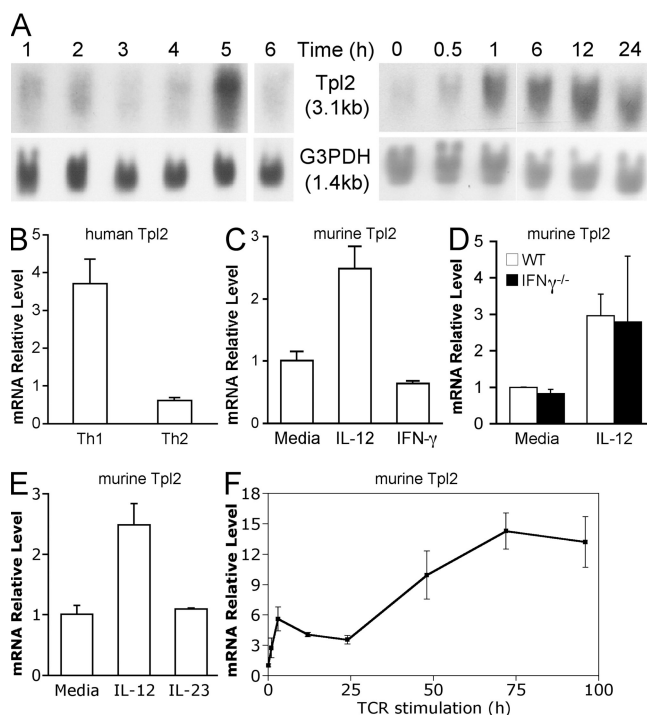 A
1 2 3 4 5 6 Time (h) 0 0.5 1 6 12 24
Tpl2
(3.1kb)
G3PDH
(1.4kb)
B
human Tpl2
mRNA Relative Level
5
4
3
2
1
0
Th1 Th2
C
murine Tpl2
mRNA Relative Level
3
2
1
0
Media IL-12 IFN-γ
D
murine Tpl2
WT
IFNγ-/-
mRNA Relative Level
5
4
3
2
1
0
Media IL-12
E
murine Tpl2
mRNA Relative Level
3
2
1
0
Media IL-12 IL-23
F
murine Tpl2
mRNA Relative Level
18
15
12
9
6
3
0
0 25 50 75 100
TCR stimulation (h)